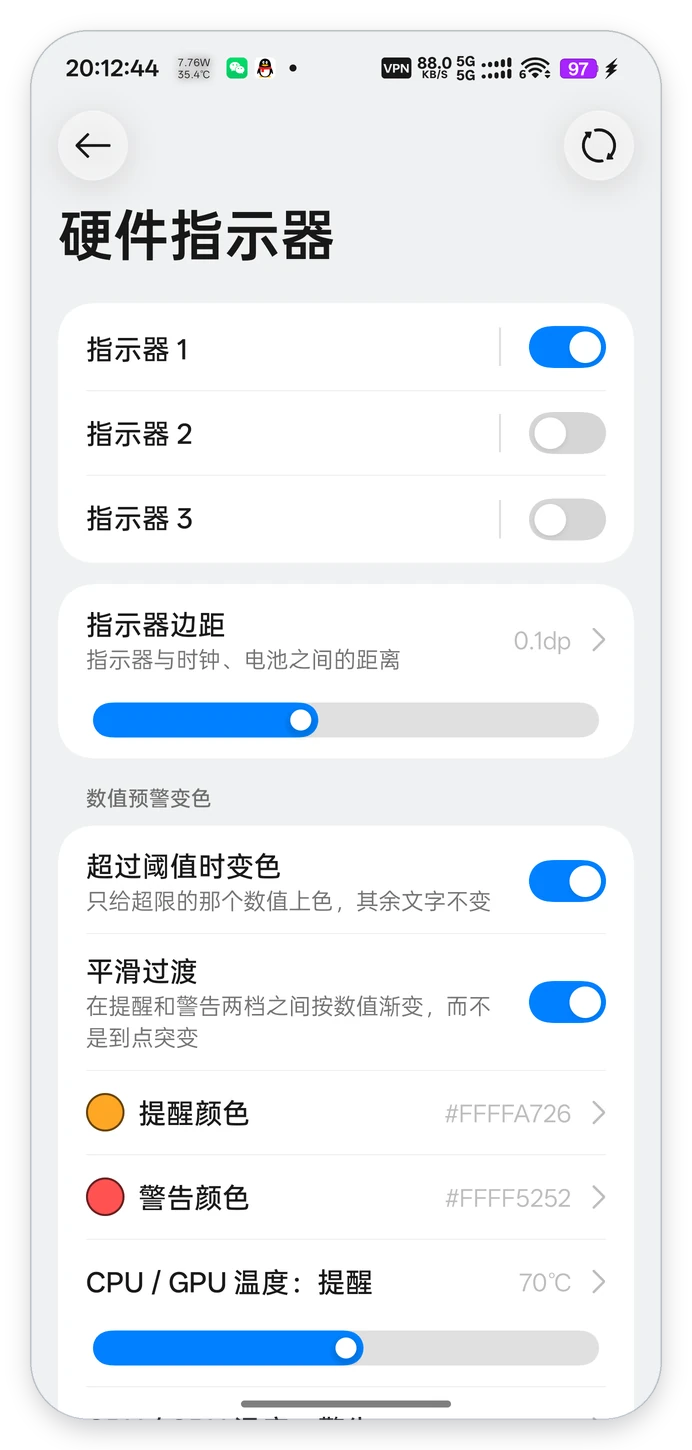 20:12:44
7.76W
35.4℃
VPN
88.0
KB/S
5G
5G
6
97
硬件指示器
指示器 1
指示器 2
指示器 3
指示器边距
指示器与时钟、电池之间的距离
0.1dp
数值预警变色
超过阈值时变色
只给超限的那个数值上色，其余文字不变
平滑过渡
在提醒和警告两档之间按数值渐变，而不
是到点突变
提醒颜色
#FFFFA726
警告颜色
#FFFF5252
CPU / GPU 温度：提醒
70℃